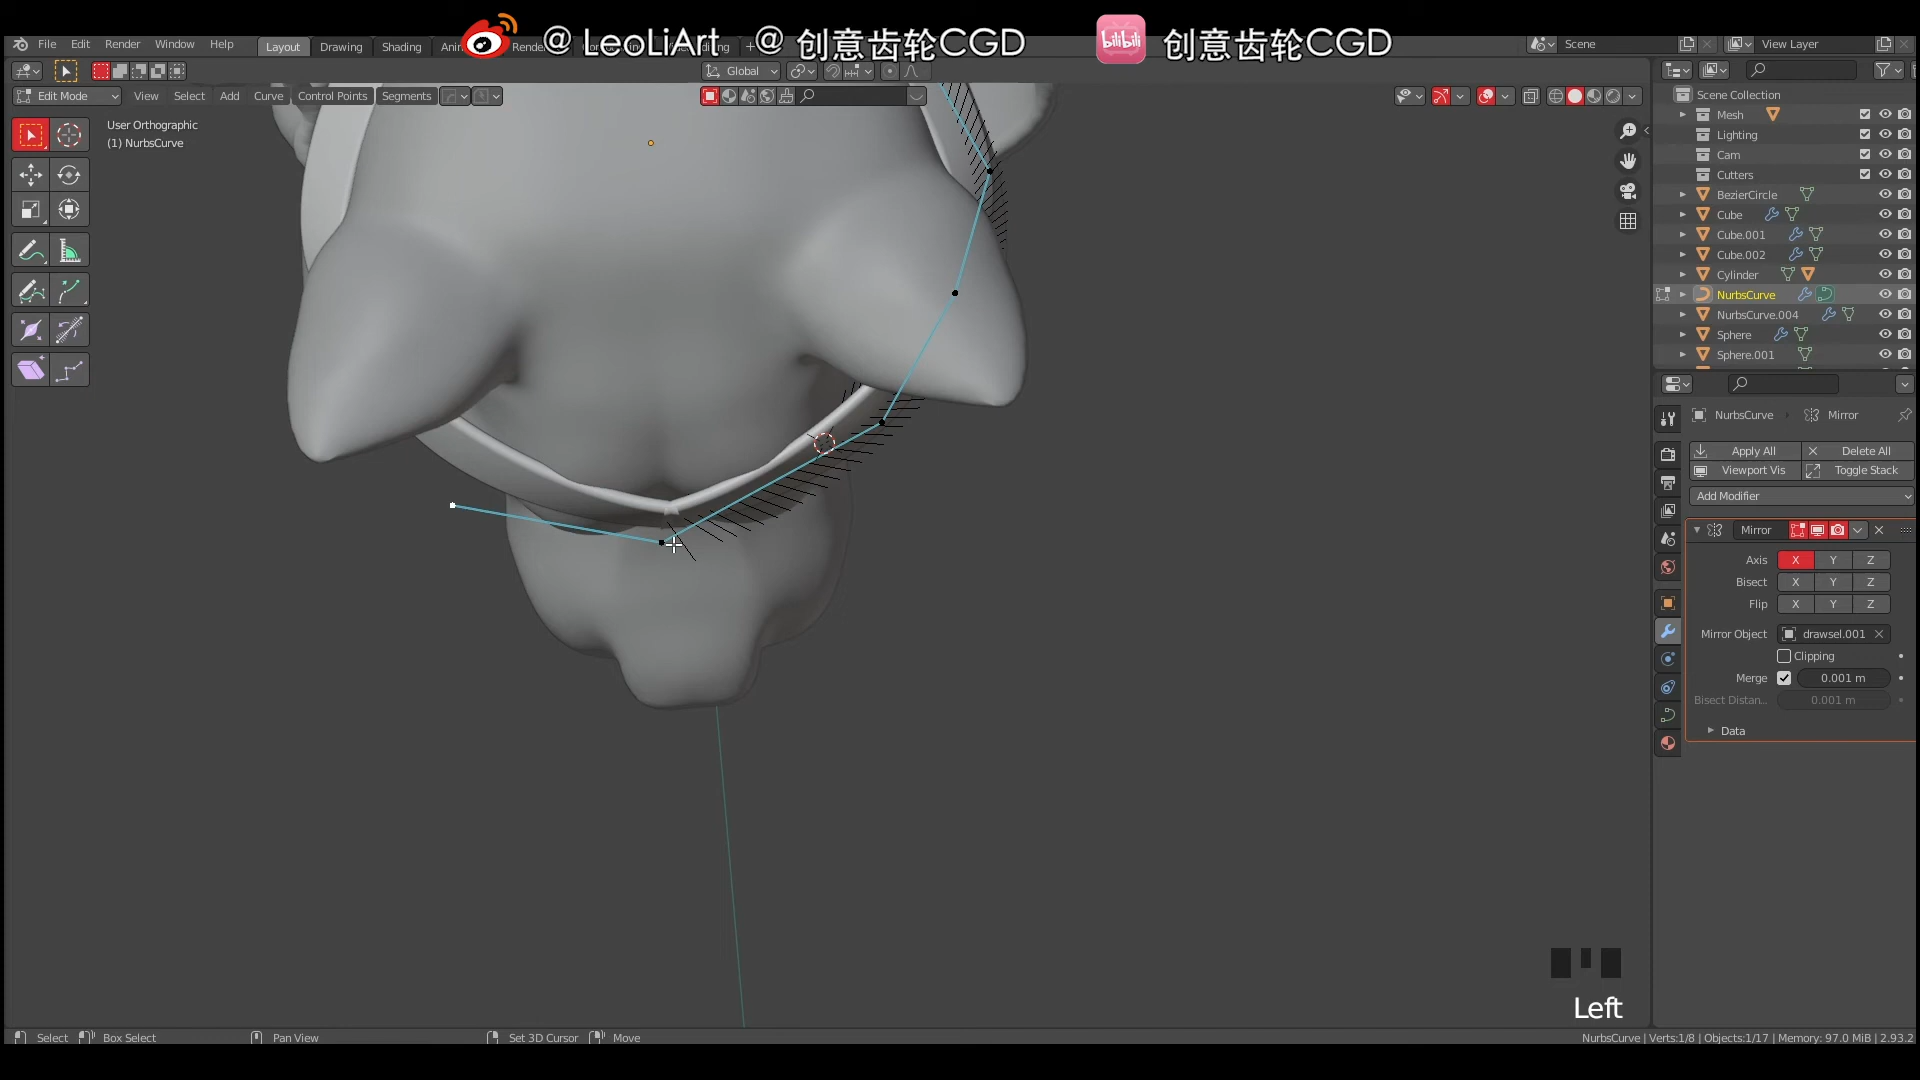 @ LeoLiArt @ 创意齿轮CGD bilibili 创意齿轮CGD
File Edit Render Window Help Layout Drawing Shading Scene View Layer
Global
Edit Mode View Select Add Curve Control Points Segments
User Orthographic
(1) NurbsCurve
Scene Collection
Mesh
Lighting
Cam
Cutters
BezierCircle
Cube
Cube.001
Cube.002
Cylinder
NurbsCurve
NurbsCurve.004
Sphere
Sphere.001
NurbsCurve Mirror
Apply All Delete All
Viewport Vis Toggle Stack
Add Modifier
Mirror
Axis X Y Z
Bisect X Y Z
Flip X Y Z
Mirror Object drawsel.001
Clipping
Merge 0.001 m
Bisect Distan... 0.001 m
Data
Left
Select Box Select Pan View Set 3D Cursor Move NurbsCurve | Verts:1/8 | Objects:1/17 | Memory: 97.0 MiB | 2.93.2